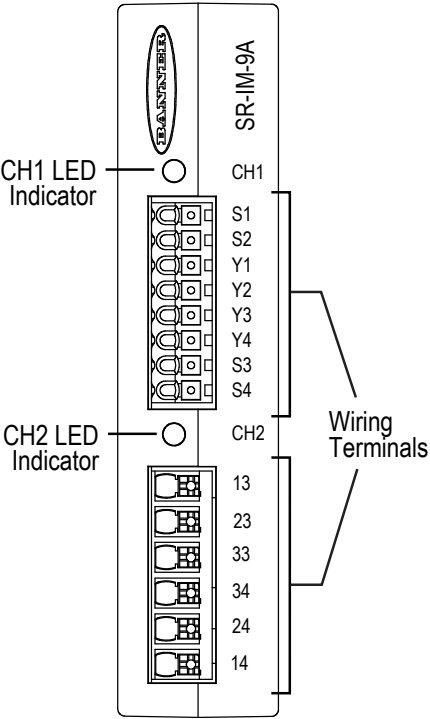 BANNER
SR-IM-9A
CH1 LED
Indicator
CH1
S1
S2
Y1
Y2
Y3
Y4
S3
S4
CH2 LED
Indicator
CH2
Wiring
Terminals
13
23
33
34
24
14